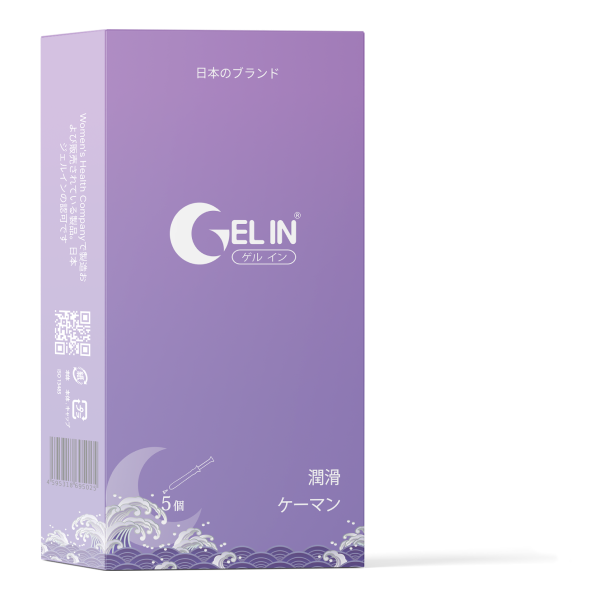 日本のブランド
GEL IN®
ゲル イン
潤滑
ケーマン
5個
Women's Health Companyで製造お
よび販売されている製品。日本
ジェルインの認可です
ISO 13485